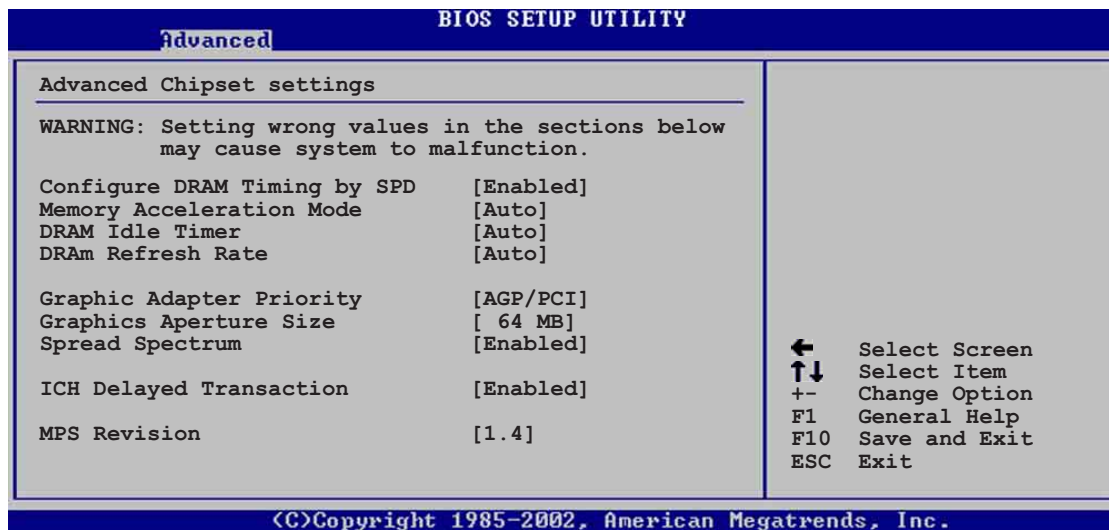 BIOS SETUP UTILITY
Advanced
Advanced Chipset settings
WARNING: Setting wrong values in the sections below
may cause system to malfunction.
Configure DRAM Timing by SPD [Enabled]
Memory Acceleration Mode [Auto]
DRAM Idle Timer [Auto]
DRAm Refresh Rate [Auto]
Graphic Adapter Priority [AGP/PCI]
Graphics Aperture Size [ 64 MB]
Spread Spectrum [Enabled]
ICH Delayed Transaction [Enabled]
MPS Revision [1.4]
← Select Screen
↑↓ Select Item
+- Change Option
F1 General Help
F10 Save and Exit
ESC Exit
(C)Copyright 1985-2002, American Megatrends, Inc.